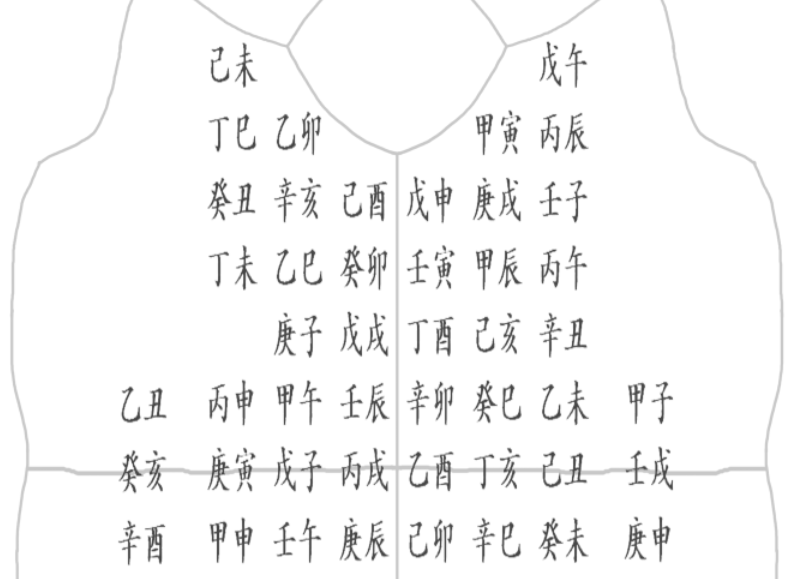 己未 戊午
丁巳 乙卯 甲寅 丙辰
癸丑 辛亥 己酉 戊申 庚戌 壬子
丁未 乙巳 癸卯 壬寅 甲辰 丙午
庚子 戊戌 丁酉 己亥 辛丑
乙丑 丙申 甲午 壬辰 辛卯 癸巳 乙未 甲子
癸亥 庚寅 戊子 丙戌 乙酉 丁亥 己丑 壬戌
辛酉 甲申 壬午 庚辰 己卯 辛巳 癸未 庚申